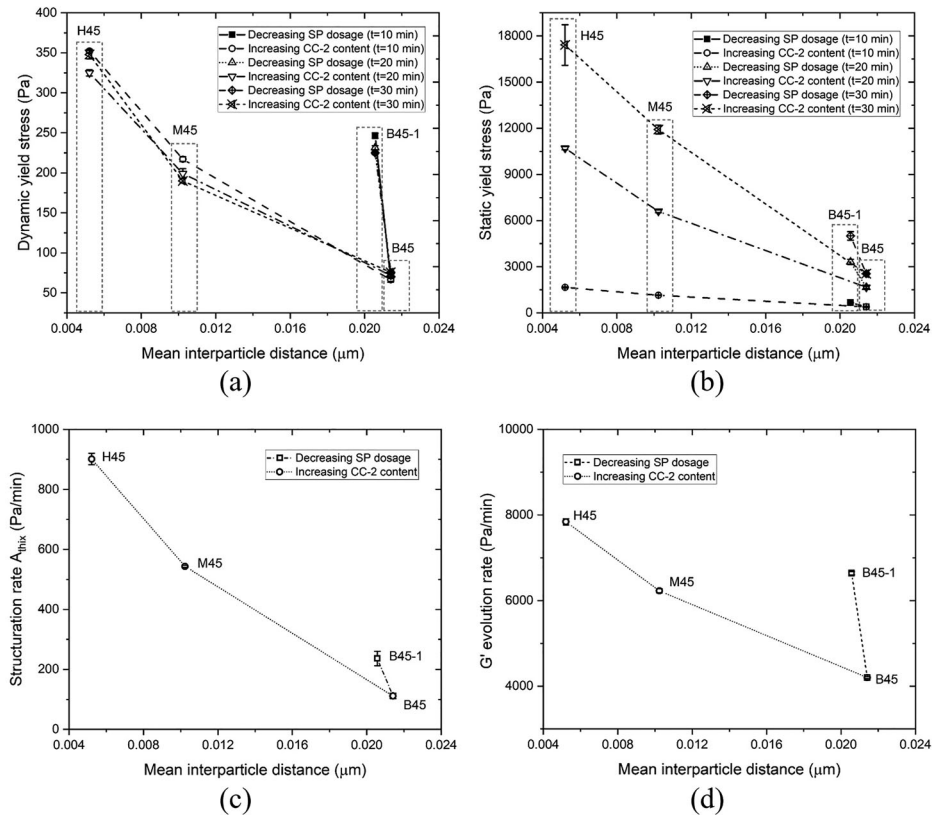 H45
M45
B45-1
B45
Decreasing SP dosage (t=10 min)
Increasing CC-2 content (t=10 min)
Decreasing SP dosage (t=20 min)
Increasing CC-2 content (t=20 min)
Decreasing SP dosage (t=30 min)
Increasing CC-2 content (t=30 min)
400
350
300
250
200
150
100
50
0.004 0.008 0.012 0.016 0.020 0.024
Dynamic yield stress (Pa)
Mean interparticle distance (μm)
(a)
H45
M45
B45-1
B45
Decreasing SP dosage (t=10 min)
Increasing CC-2 content (t=10 min)
Decreasing SP dosage (t=20 min)
Increasing CC-2 content (t=20 min)
Decreasing SP dosage (t=30 min)
Increasing CC-2 content (t=30 min)
18000
15000
12000
9000
6000
3000
0
0.004 0.008 0.012 0.016 0.020 0.024
Static yield stress (Pa)
Mean interparticle distance (μm)
(b)
H45
M45
B45-1
B45
Decreasing SP dosage
Increasing CC-2 content
1000
800
600
400
200
0
0.004 0.008 0.012 0.016 0.020 0.024
Structuration rate Athix (Pa/min)
Mean interparticle distance (μm)
(c)
H45
M45
B45-1
B45
Decreasing SP dosage
Increasing CC-2 content
10000
8000
6000
4000
0.004 0.008 0.012 0.016 0.020 0.024
G' evolution rate (Pa/min)
Mean interparticle distance (μm)
(d)